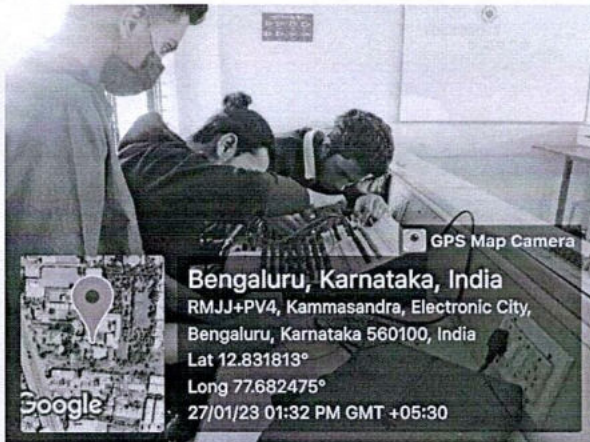 GPS Map Camera
Bengaluru, Karnataka, India
RMJJ+PV4, Kammasandra, Electronic City,
Bengaluru, Karnataka 560100, India
Lat 12.831813°
Long 77.682475°
27/01/23 01:32 PM GMT +05:30
Google